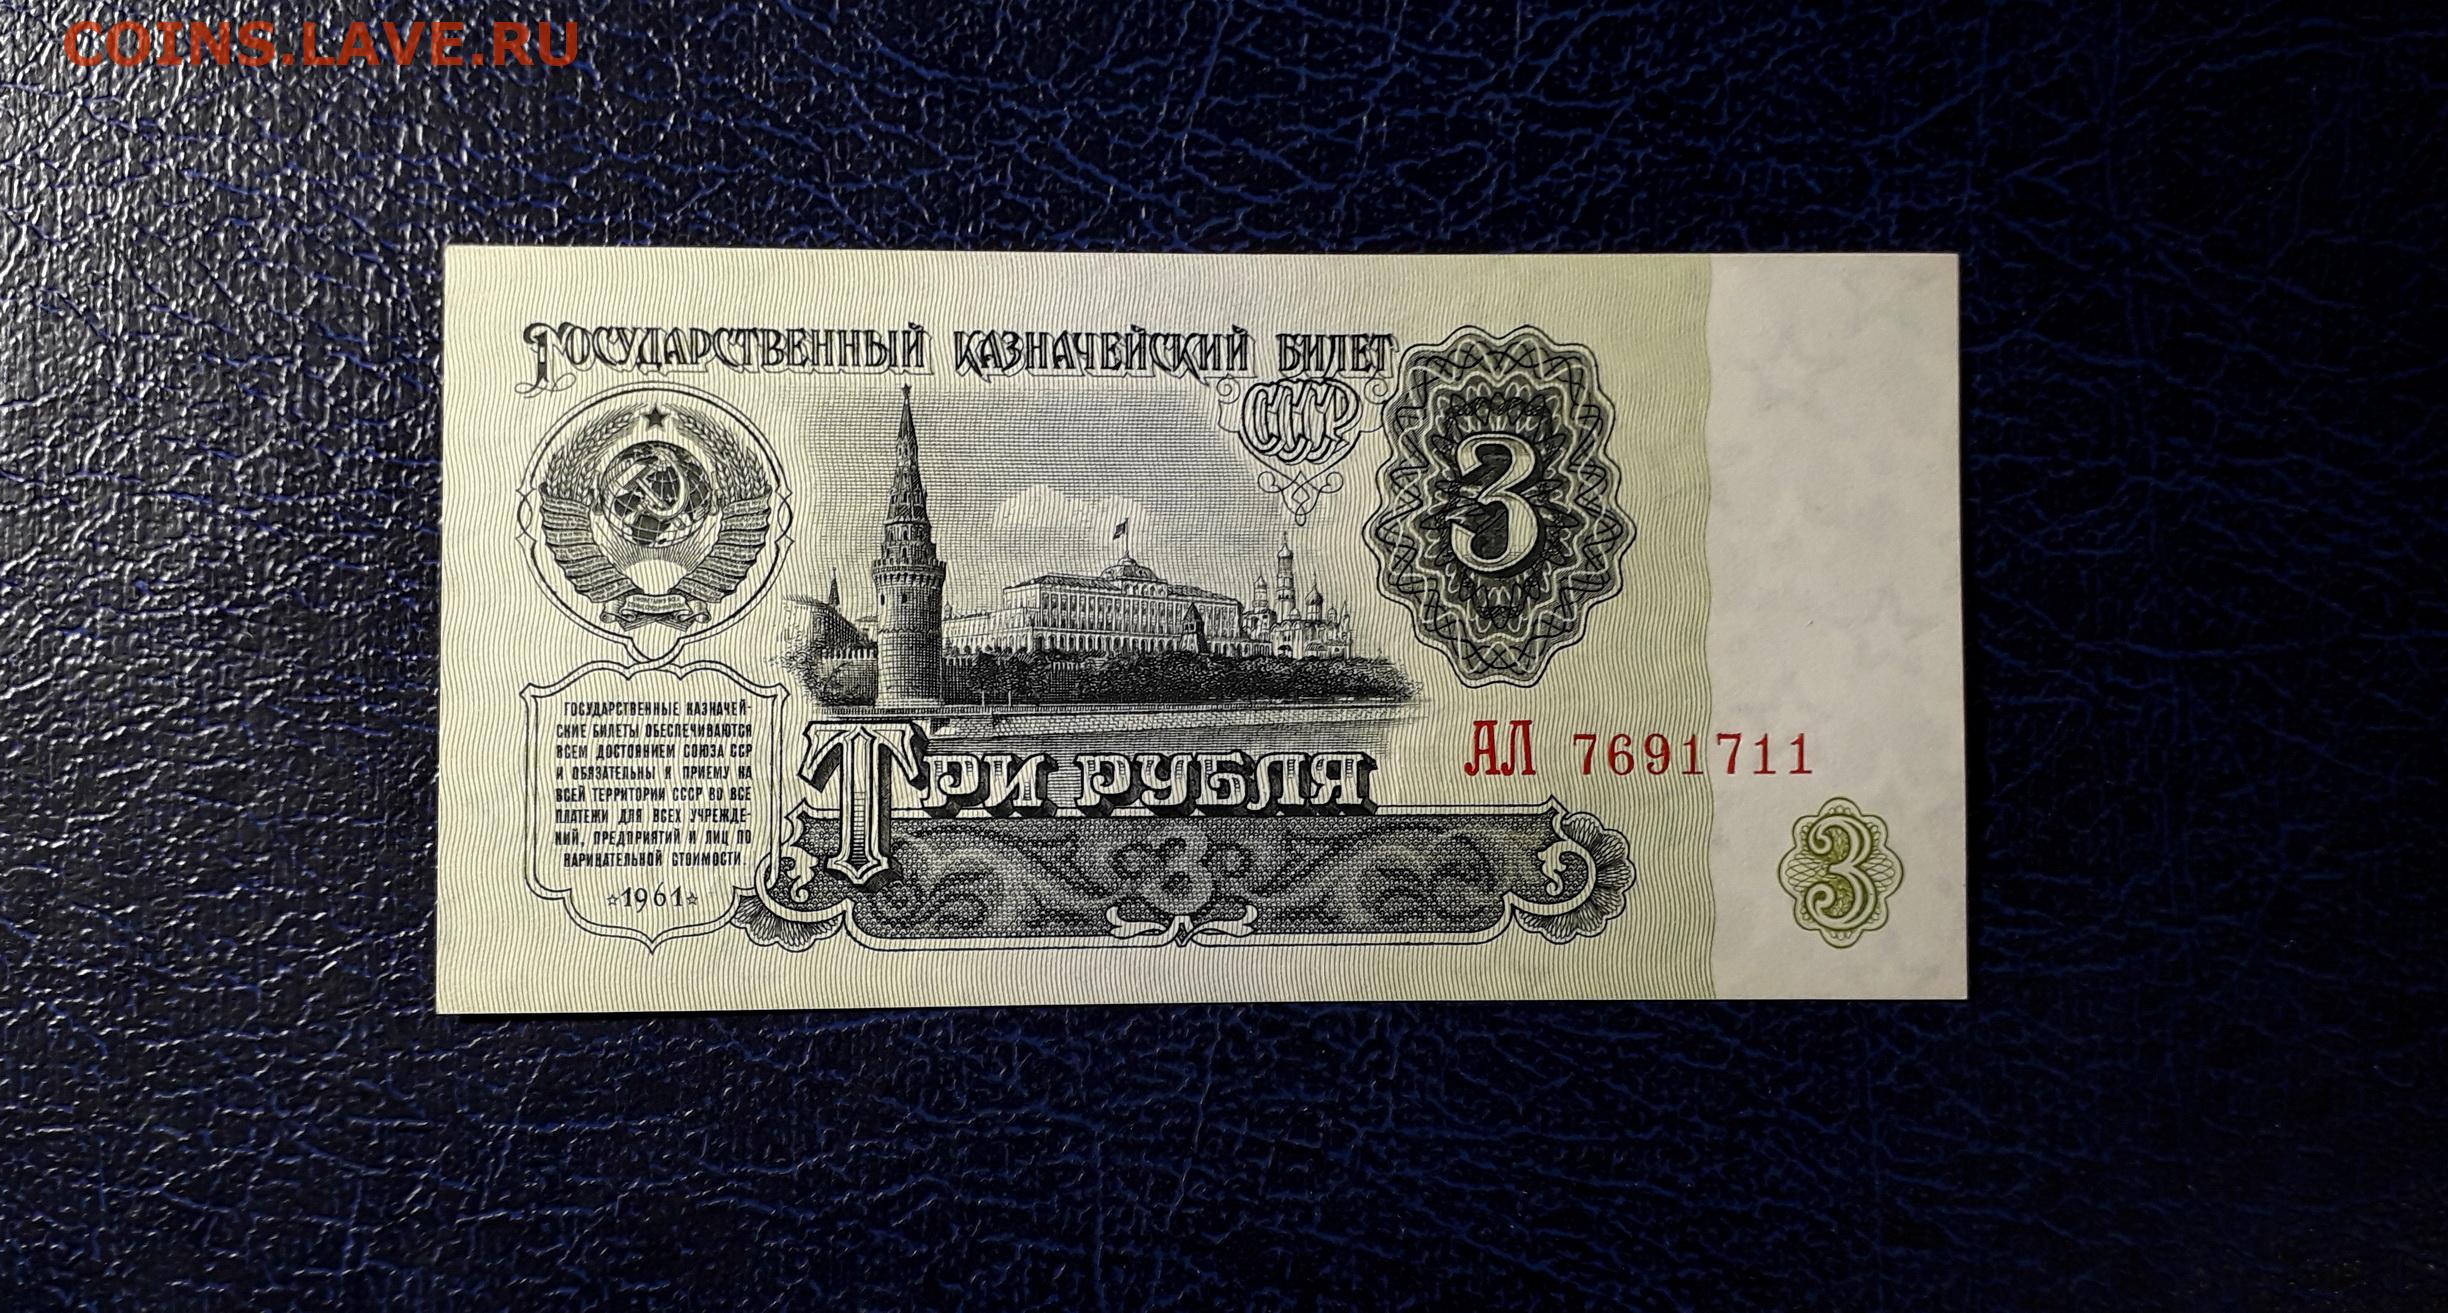 COINS.LAVE.RU
ГОСУДАРСТВЕННЫЙ КАЗНАЧЕЙСКИЙ БИЛЕТ
СССР
3
ГОСУДАРСТВЕННЫЕ КАЗНАЧЕЙ-
СКИЕ БИЛЕТЫ ОБЕСПЕЧИВАЮТСЯ
ВСЕМ ДОСТОЯНИЕМ СОЮЗА ССР
И ОБЯЗАТЕЛЬНЫ К ПРИЕМУ НА
ВСЕЙ ТЕРРИТОРИИ СССР ВО ВСЕ
ПЛАТЕЖИ ДЛЯ ВСЕХ УЧРЕЖДЕ-
НИЙ, ПРЕДПРИЯТИЙ И ЛИЦ ПО
НАРИЦАТЕЛЬНОЙ СТОИМОСТИ.
☆1961☆
ТРИ РУБЛЯ
АЛ 7691711
3
3